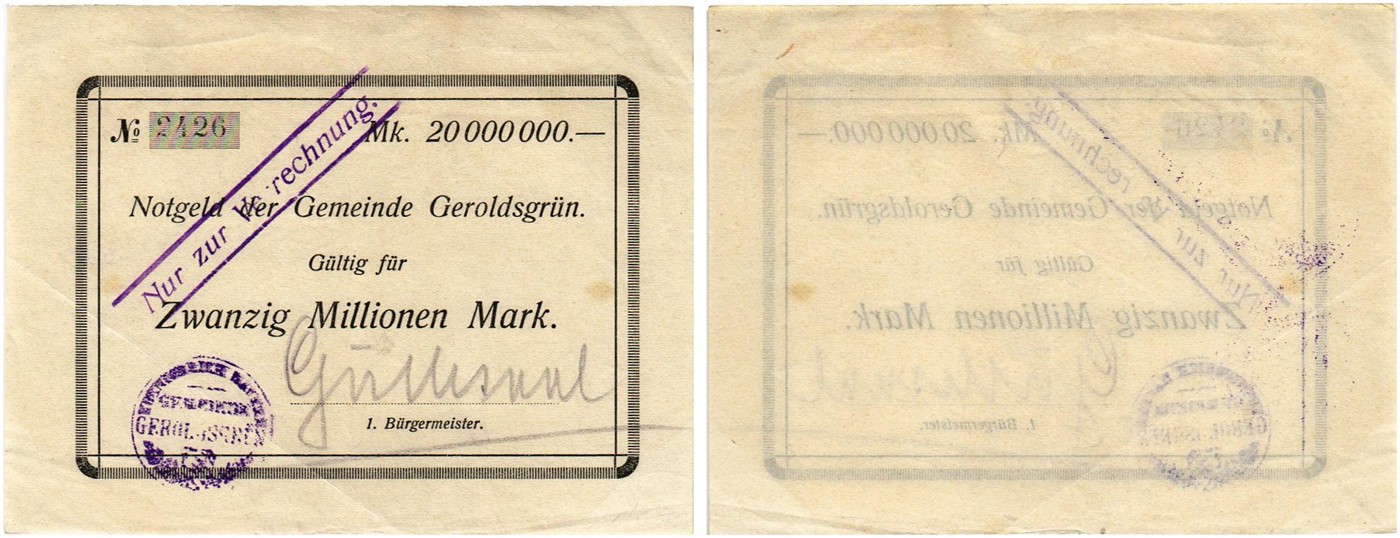 № 2426 Mk. 20 000 000.—
Nur zur Verrechnung.
Notgeld der Gemeinde Geroldsgrün.
Gültig für
Zwanzig Millionen Mark.
1. Bürgermeister.
GEMEINDE